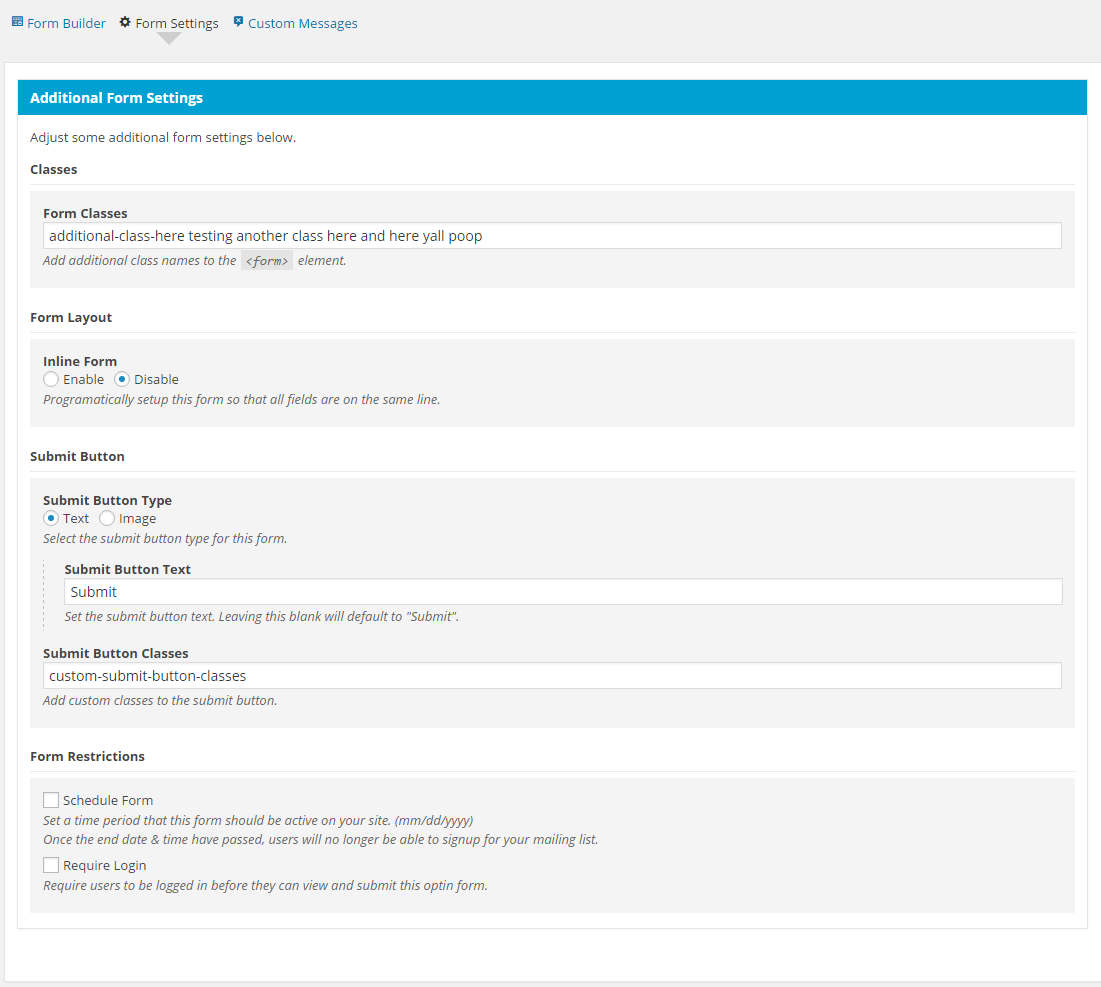 Form Builder Form Settings Custom Messages
Additional Form Settings
Adjust some additional form settings below.
Classes
Form Classes
additional-class-here testing another class here and here yall poop
Add additional class names to the <form> element.
Form Layout
Inline Form
Enable Disable
Programatically setup this form so that all fields are on the same line.
Submit Button
Submit Button Type
Text Image
Select the submit button type for this form.
Submit Button Text
Submit
Set the submit button text. Leaving this blank will default to "Submit".
Submit Button Classes
custom-submit-button-classes
Add custom classes to the submit button.
Form Restrictions
Schedule Form
Set a time period that this form should be active on your site. (mm/dd/yyyy)
Once the end date & time have passed, users will no longer be able to signup for your mailing list.
Require Login
Require users to be logged in before they can view and submit this optin form.